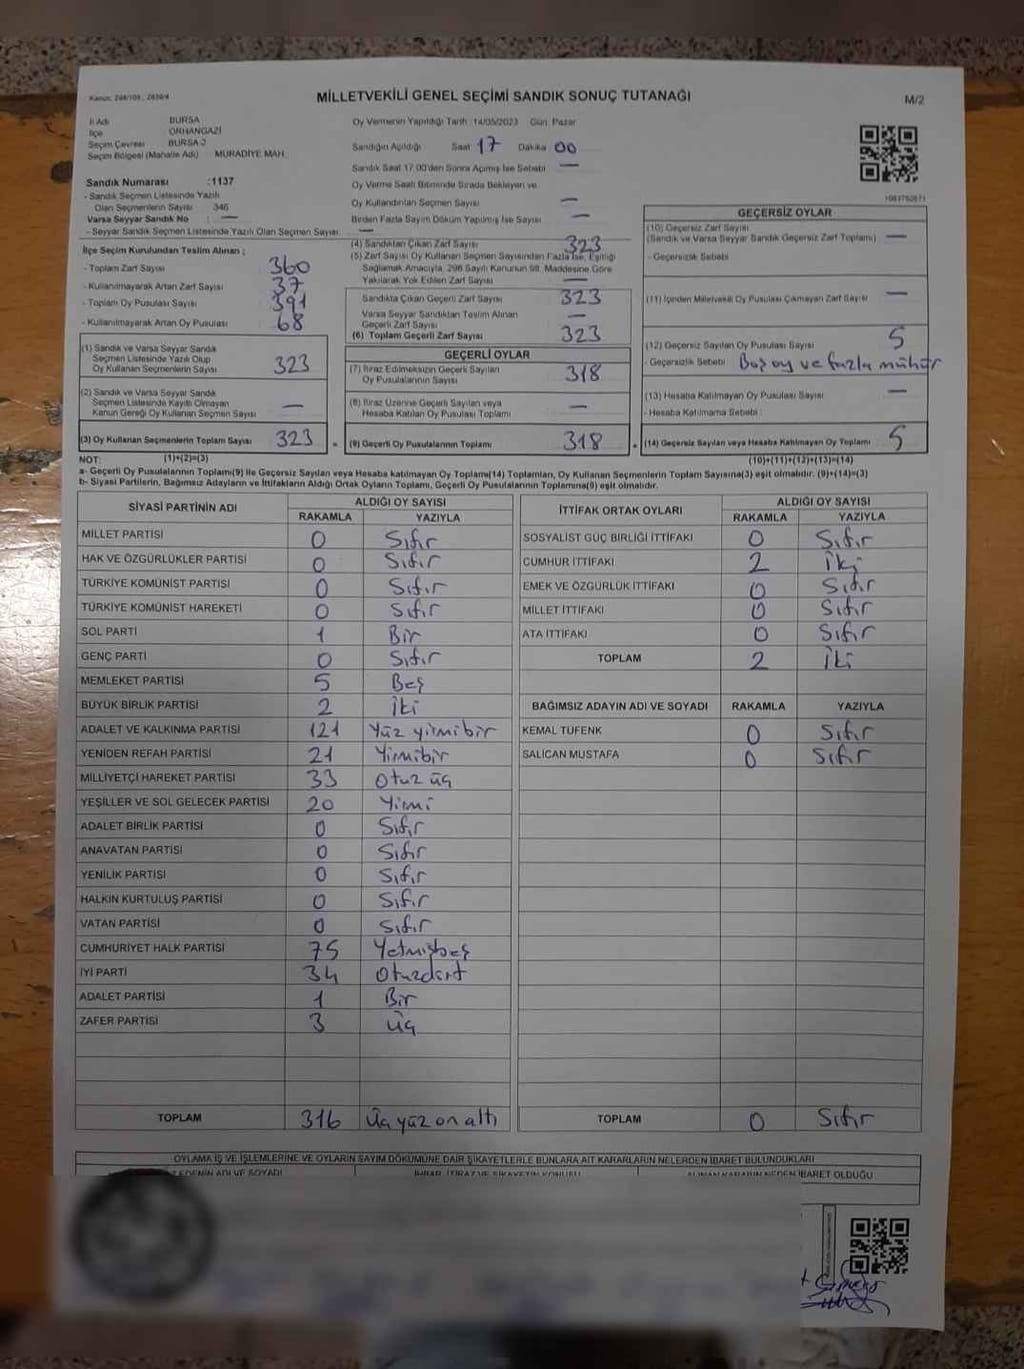 Kanun: 298/105 ; 2839/4
MİLLETVEKİLİ GENEL SEÇİMİ SANDIK SONUÇ TUTANAĞI
M/2
İl Adı BURSA
İlçe ORHANGAZİ
Seçim Çevresi BURSA-2
Seçim Bölgesi (Mahalle Adı) MURADİYE MAH.
Oy Vermenin Yapıldığı Tarih :14/05/2023 Gün: Pazar
Sandığın Açıldığı Saat 17 Dakika 00
Sandık Saat 17.00'den Sonra Açılmış İse Sebebi —
Oy Verme Saati Bitiminde Sırada Bekleyen ve
Oy Kullandırılan Seçmen Sayısı —
Birden Fazla Sayım Döküm Yapılmış İse Sayısı —
Sandık Numarası :1137
- Sandık Seçmen Listesinde Yazılı
Olan Seçmenlerin Sayısı 346
Varsa Seyyar Sandık No : —
- Seyyar Sandık Seçmen Listesinde Yazılı Olan Seçmen Sayısı: —
İlçe Seçim Kurulundan Teslim Alınan ;
- Toplam Zarf Sayısı 360
- Kullanılmayarak Artan Zarf Sayısı 37
- Toplam Oy Pusulası Sayısı 391
- Kullanılmayarak Artan Oy Pusulası 68
(1) Sandık ve Varsa Seyyar Sandık
Seçmen Listesinde Yazılı Olup
Oy Kullanan Seçmenlerin Sayısı 323
(2) Sandık ve Varsa Seyyar Sandık
Seçmen Listesinde Kayıtlı Olmayan
Kanun Gereği Oy Kullanan Seçmen Sayısı —
(3) Oy Kullanan Seçmenlerin Toplam Sayısı 323
(4) Sandıktan Çıkan Zarf Sayısı 323
(5) Zarf Sayısı Oy Kullanan Seçmen Sayısından Fazla İse, Eşitliği
Sağlamak Amacıyla, 298 Sayılı Kanunun 98. Maddesine Göre
Yakılarak Yok Edilen Zarf Sayısı —
Sandıkta Çıkan Geçerli Zarf Sayısı 323
Varsa Seyyar Sandıktan Teslim Alınan
Geçerli Zarf Sayısı —
(6) Toplam Geçerli Zarf Sayısı 323
GEÇERLİ OYLAR
(7) İtiraz Edilmeksizin Geçerli Sayılan
Oy Pusulalarının Sayısı 318
(8) İtiraz Üzerine Geçerli Sayılan veya
Hesaba Katılan Oy Pusulası Toplamı —
= (9) Geçerli Oy Pusulalarının Toplamı 318
1083752671
GEÇERSİZ OYLAR
(10) Geçersiz Zarf Sayısı
(Sandık ve Varsa Seyyar Sandık Geçersiz Zarf Toplamı) —
- Geçersizlik Sebebi
(11) İçinden Milletvekili Oy Pusulası Çıkmayan Zarf Sayısı —
(12) Geçersiz Sayılan Oy Pusulası Sayısı 5
- Geçersizlik Sebebi Boş oy ve fazla mühür
(13) Hesaba Katılmayan Oy Pusulası Sayısı —
- Hesaba Katılmama Sebebi :
+ (14) Geçersiz Sayılan veya Hesaba Katılmayan Oy Toplamı 5
NOT: (1)+(2)=(3) (10)+(11)+(12)+(13)=(14)
a- Geçerli Oy Pusulalarının Toplamı(9) ile Geçersiz Sayılan veya Hesaba katılmayan Oy Toplamı(14) Toplamları, Oy Kullanan Seçmenlerin Toplam Sayısına(3) eşit olmalıdır. (9)+(14)=(3)
b- Siyasi Partilerin, Bağımsız Adayların ve İttifakların Aldığı Ortak Oyların Toplamı, Geçerli Oy Pusulalarının Toplamına(9) eşit olmalıdır.
SİYASİ PARTİNİN ADI ALDIĞI OY SAYISI
RAKAMLA YAZIYLA
MİLLET PARTİSİ 0 Sıfır
HAK VE ÖZGÜRLÜKLER PARTİSİ 0 Sıfır
TÜRKİYE KOMÜNİST PARTİSİ 0 Sıfır
TÜRKİYE KOMÜNİST HAREKETİ 0 Sıfır
SOL PARTİ 1 Bir
GENÇ PARTİ 0 Sıfır
MEMLEKET PARTİSİ 5 Beş
BÜYÜK BİRLİK PARTİSİ 2 İki
ADALET VE KALKINMA PARTİSİ 121 Yüz yirmibir
YENİDEN REFAH PARTİSİ 21 Yirmibir
MİLLİYETÇİ HAREKET PARTİSİ 33 Otuz üç
YEŞİLLER VE SOL GELECEK PARTİSİ 20 Yirmi
ADALET BİRLİK PARTİSİ 0 Sıfır
ANAVATAN PARTİSİ 0 Sıfır
YENİLİK PARTİSİ 0 Sıfır
HALKIN KURTULUŞ PARTİSİ 0 Sıfır
VATAN PARTİSİ 0 Sıfır
CUMHURİYET HALK PARTİSİ 75 Yetmişbeş
İYİ PARTİ 34 Otuzdört
ADALET PARTİSİ 1 Bir
ZAFER PARTİSİ 3 Üç
TOPLAM 316 Üç yüz on altı
İTTİFAK ORTAK OYLARI ALDIĞI OY SAYISI
RAKAMLA YAZIYLA
SOSYALİST GÜÇ BİRLİĞİ İTTİFAKI 0 Sıfır
CUMHUR İTTİFAKI 2 İki
EMEK VE ÖZGÜRLÜK İTTİFAKI 0 Sıfır
MİLLET İTTİFAKI 0 Sıfır
ATA İTTİFAKI 0 Sıfır
TOPLAM 2 İki
BAĞIMSIZ ADAYIN ADI VE SOYADI RAKAMLA YAZIYLA
KEMAL TÜFENK 0 Sıfır
SALİCAN MUSTAFA 0 Sıfır
TOPLAM 0 Sıfır
OYLAMA İŞ VE İŞLEMLERİNE VE OYLARIN SAYIM DÖKÜMÜNE DAİR ŞİKAYETLERLE BUNLARA AİT KARARLARIN NELERDEN İBARET BULUNDUKLARI
EDENİN ADI VE SOYADI İHBAR, İTİRAZ VE ŞİKAYETİN KONUSU ALINAN KARARIN NEDEN İBARET OLDUĞU